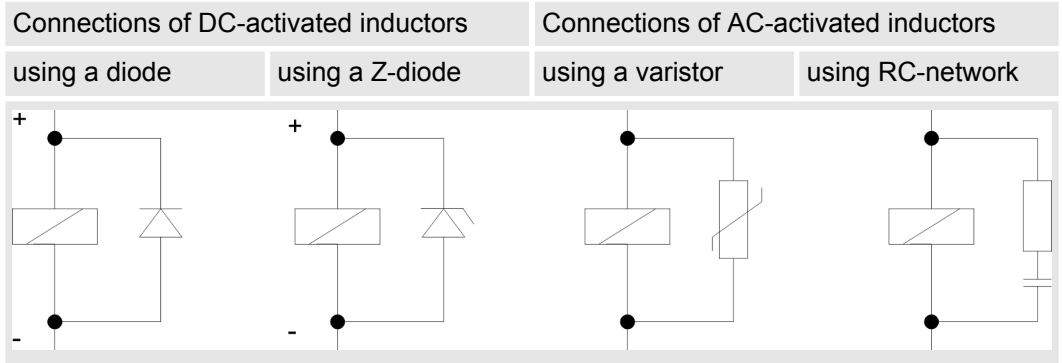 Connections of DC-activated inductors
Connections of AC-activated inductors
using a diode
using a Z-diode
using a varistor
using RC-network
+
+
-
-